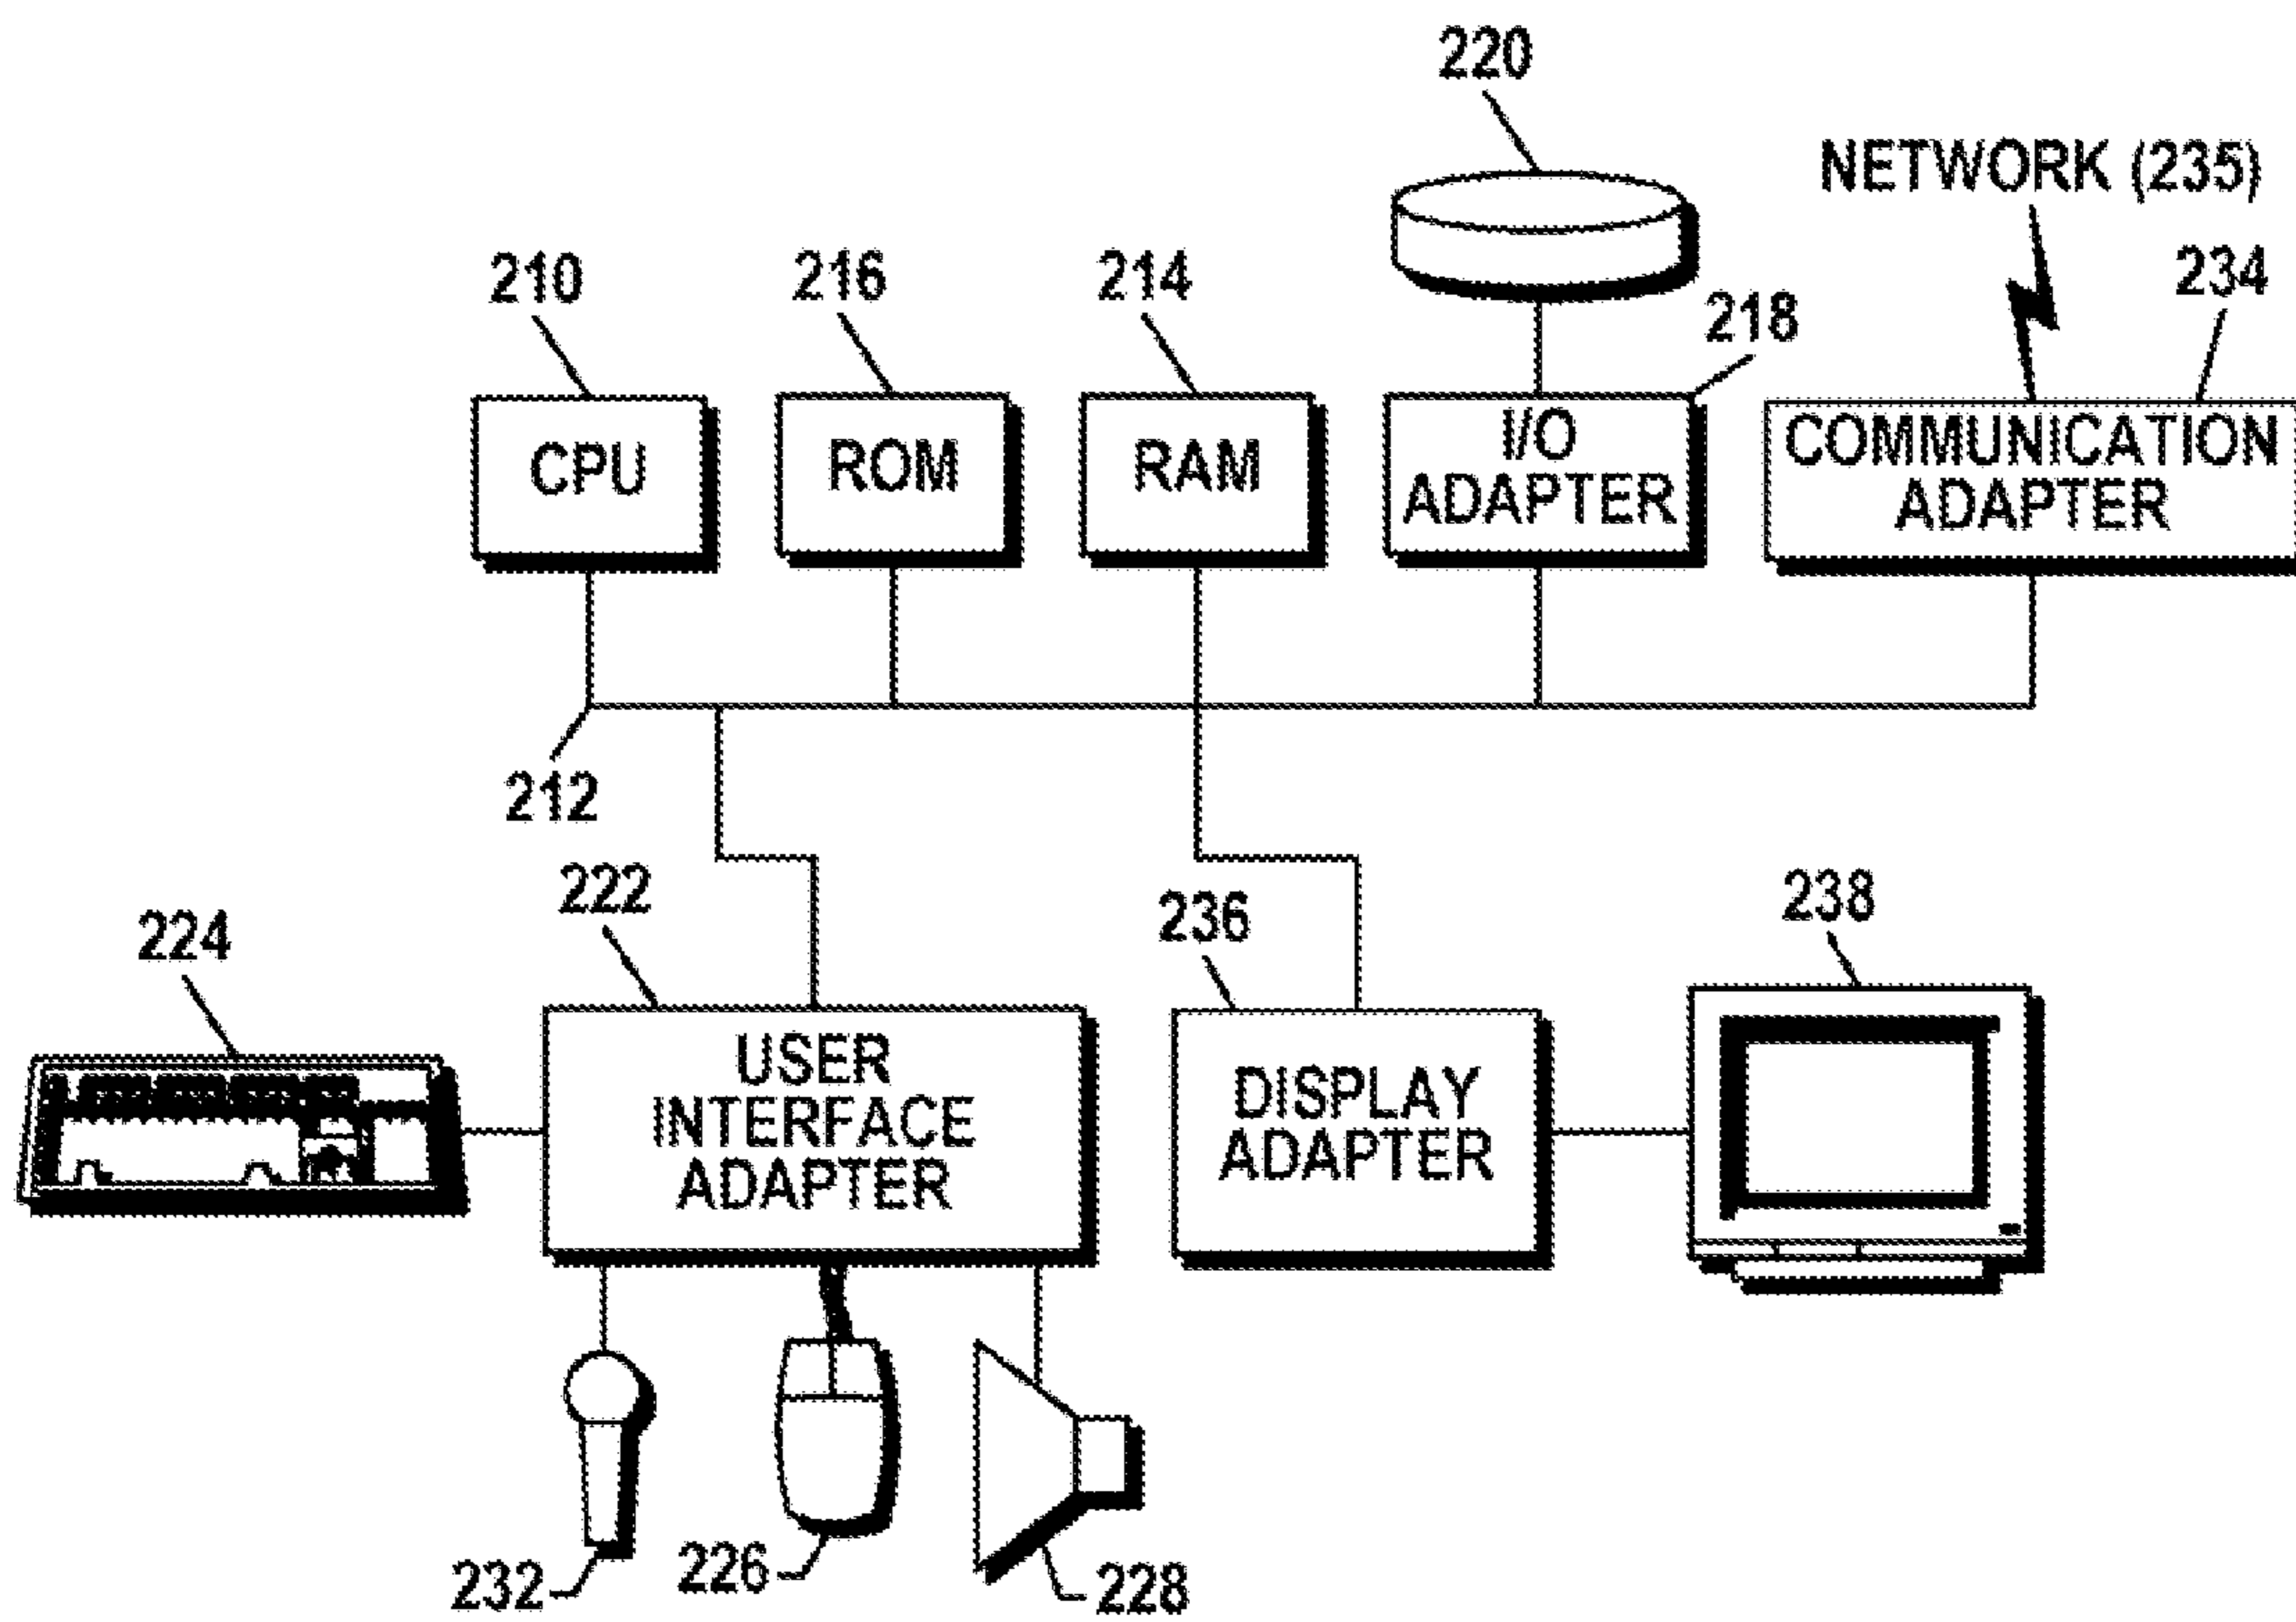 220
NETWORK (235)
210
216
214
218
234
CPU
ROM
RAM
I/O
ADAPTER
COMMUNICATION
ADAPTER
212
222
236
238
224
USER
INTERFACE
ADAPTER
DISPLAY
ADAPTER
232
226
228